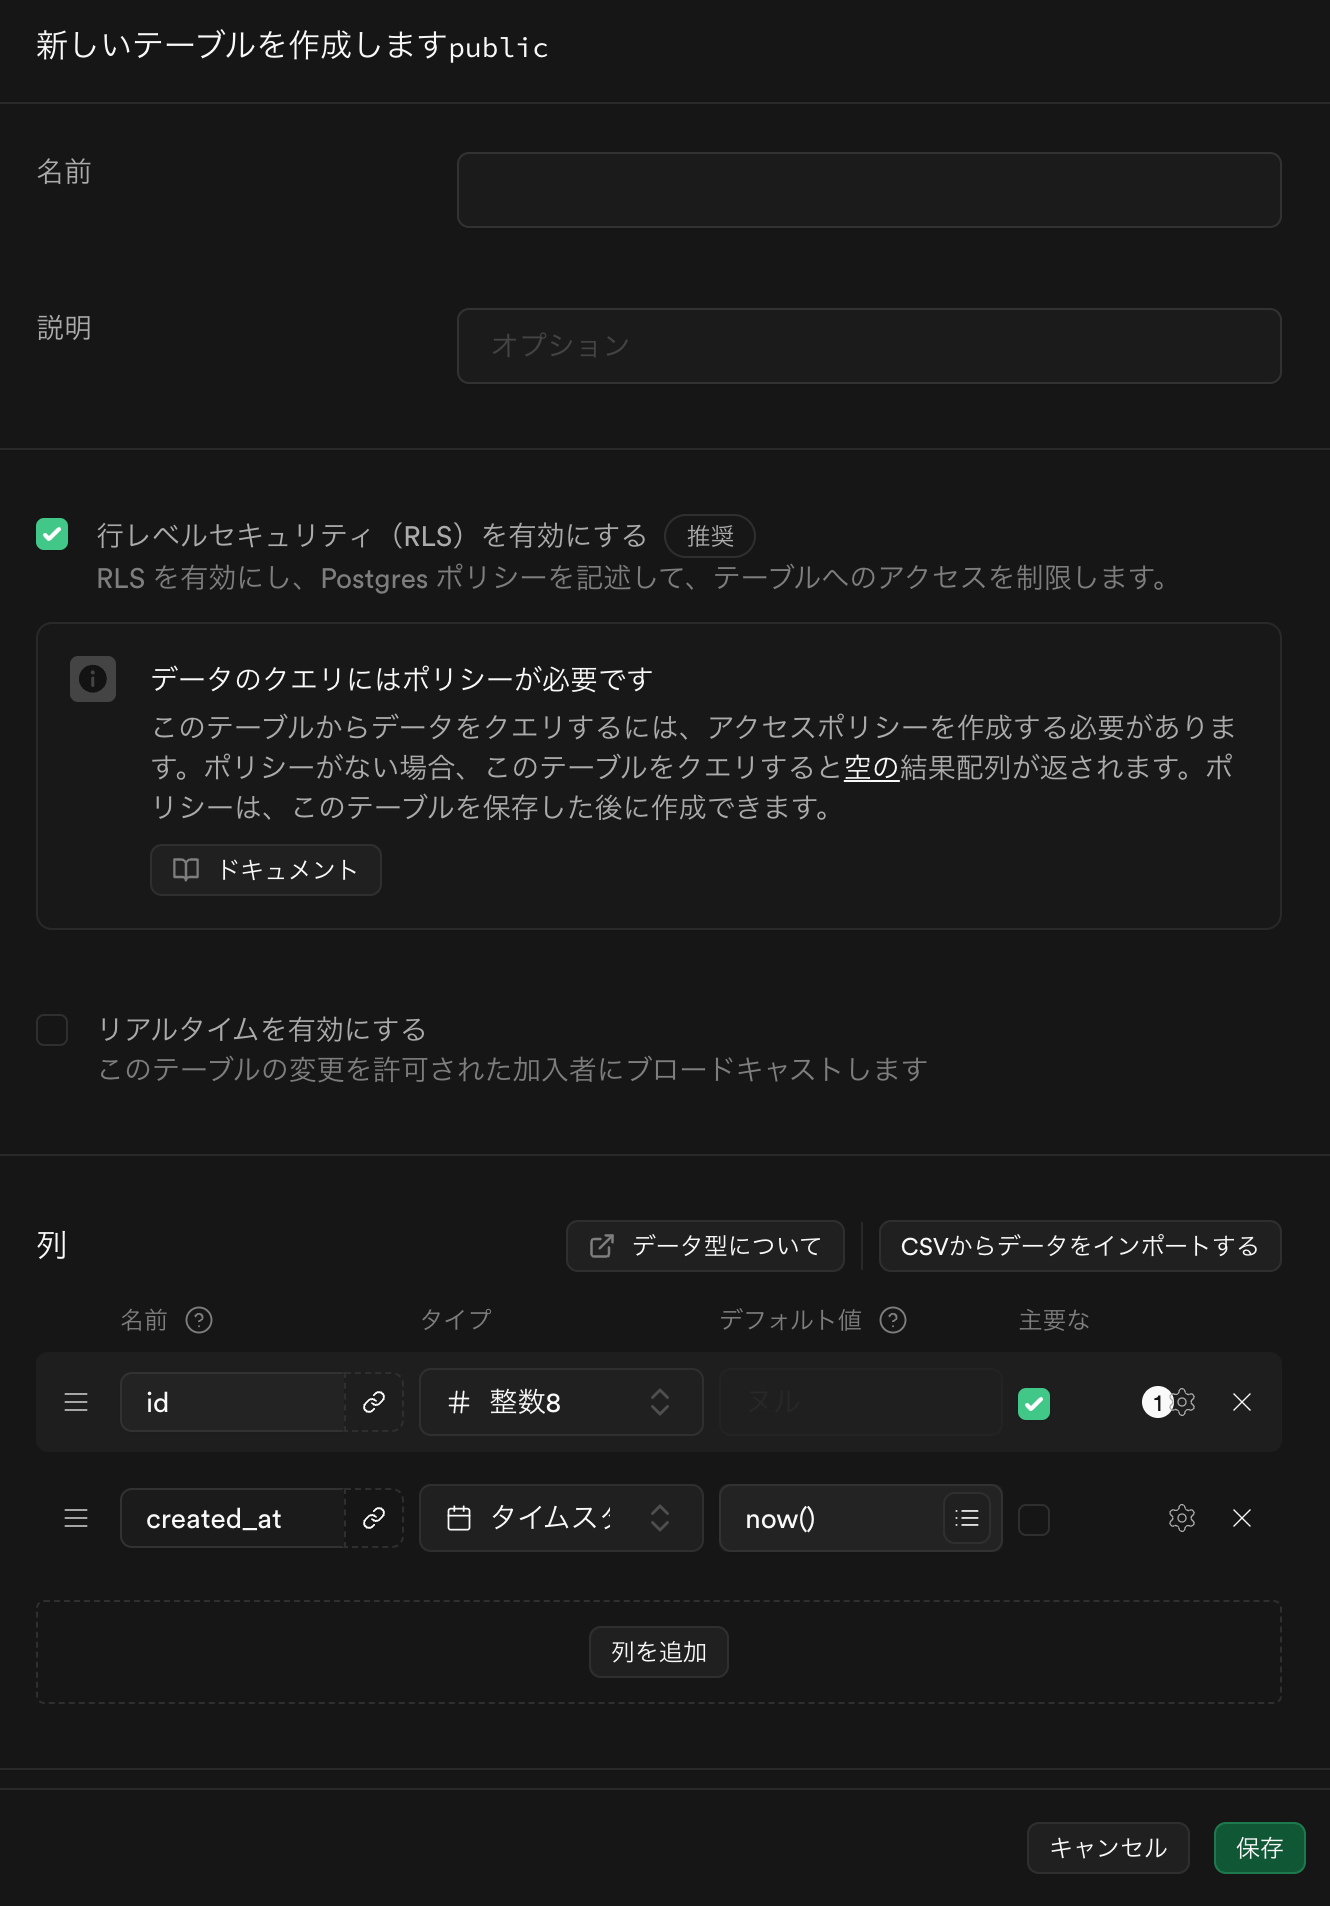 新しいテーブルを作成しますpublic
名前
説明
オプション
行レベルセキュリティ（RLS）を有効にする 推奨
RLS を有効にし、Postgres ポリシーを記述して、テーブルへのアクセスを制限します。
データのクエリにはポリシーが必要です
このテーブルからデータをクエリするには、アクセスポリシーを作成する必要がありま
す。ポリシーがない場合、このテーブルをクエリすると空の結果配列が返されます。ポ
リシーは、このテーブルを保存した後に作成できます。
ドキュメント
リアルタイムを有効にする
このテーブルの変更を許可された加入者にブロードキャストします
列 データ型について CSVからデータをインポートする
名前 タイプ デフォルト値 主要な
id 整数8 ヌル 1
created_at タイムスタ now()
列を追加
キャンセル 保存